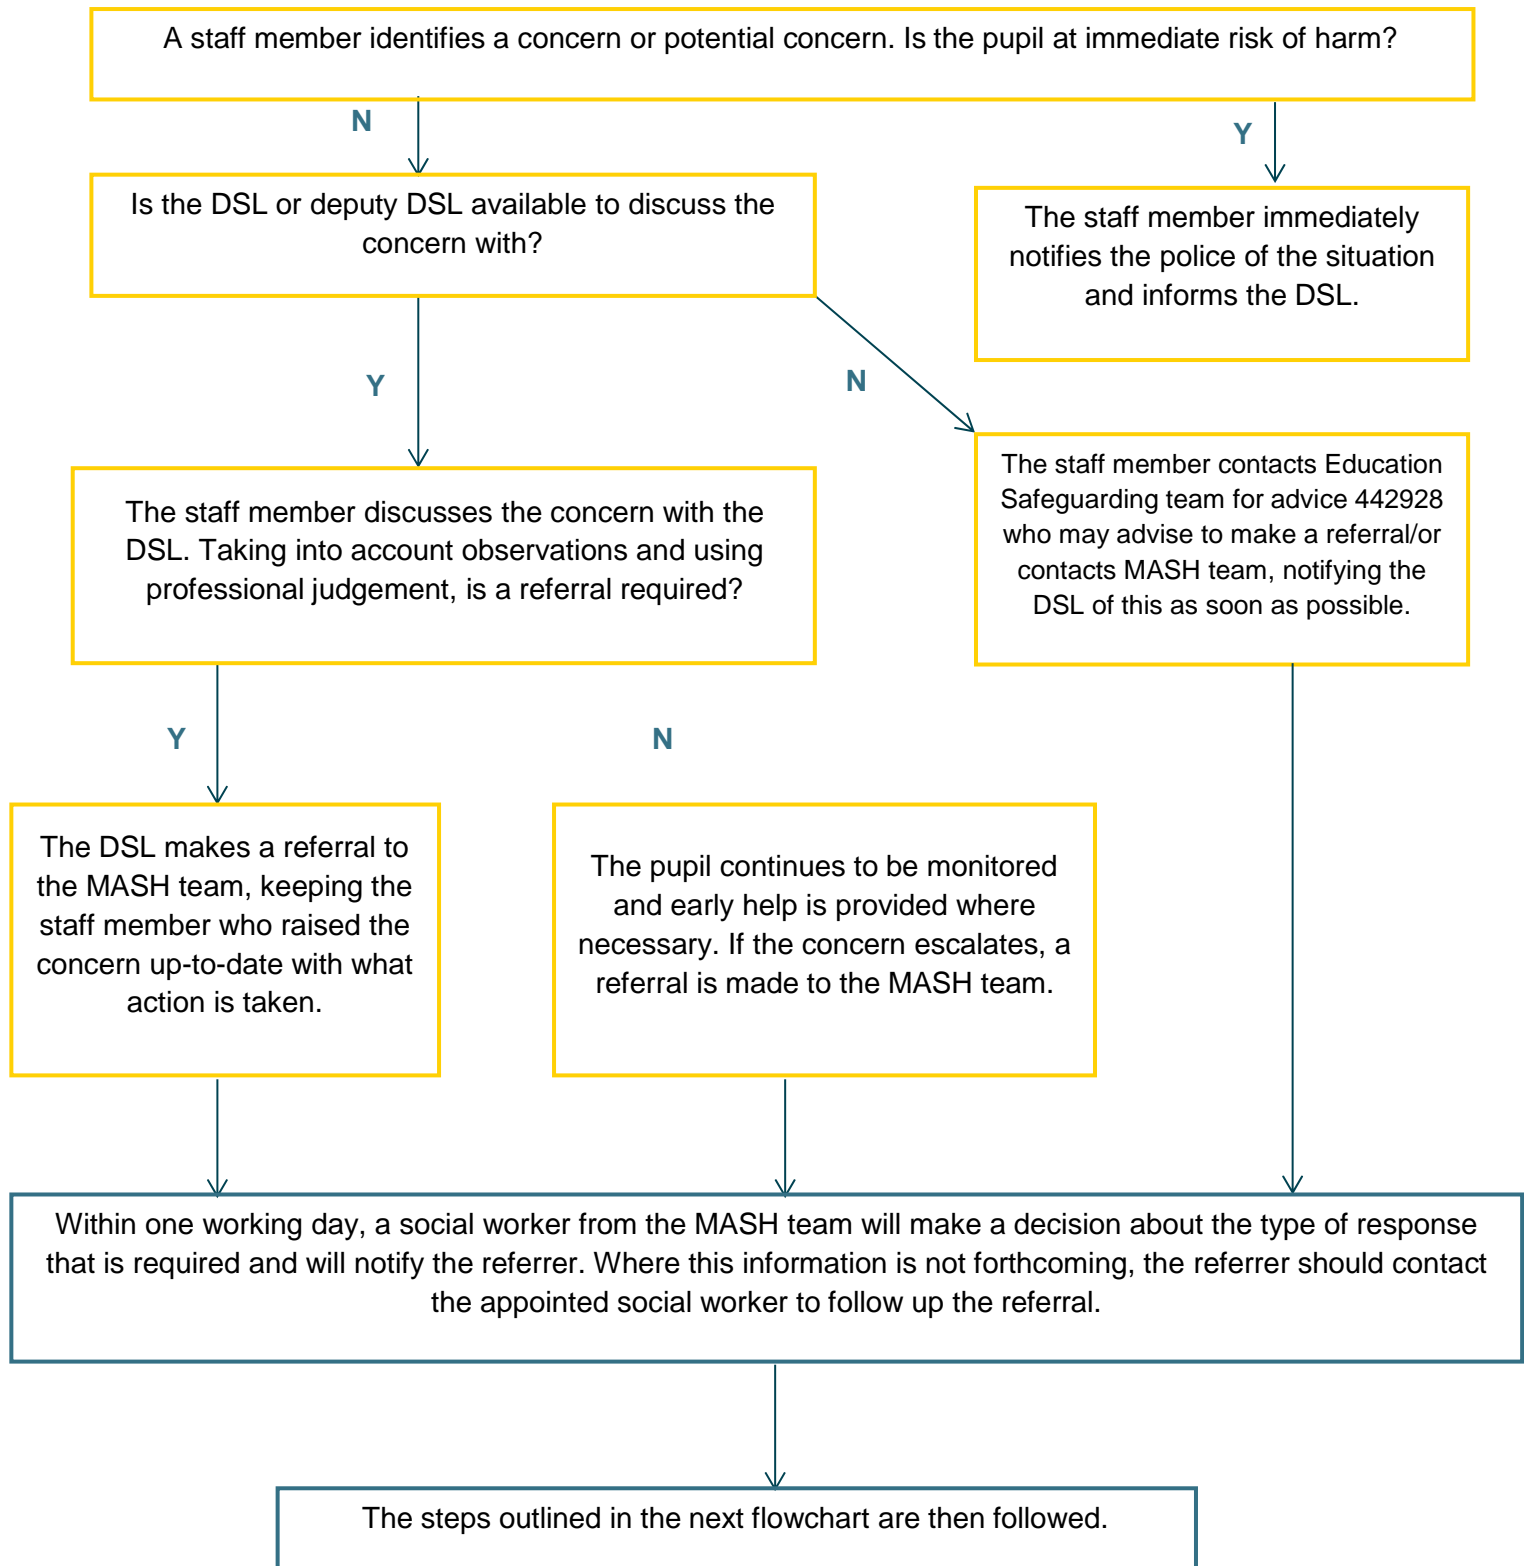 A staff member identifies a concern or potential concern. Is the pupil at immediate risk of harm?
N
Y
Is the DSL or deputy DSL available to discuss the
concern with?
The staff member immediately
notifies the police of the situation
and informs the DSL.
Y
N
The staff member discusses the concern with the
DSL. Taking into account observations and using
professional judgement, is a referral required?
The staff member contacts Education
Safeguarding team for advice 442928
who may advise to make a referral/or
contacts MASH team, notifying the
DSL of this as soon as possible.
Y
N
The DSL makes a referral to
the MASH team, keeping the
staff member who raised the
concern up-to-date with what
action is taken.
The pupil continues to be monitored
and early help is provided where
necessary. If the concern escalates, a
referral is made to the MASH team.
Within one working day, a social worker from the MASH team will make a decision about the type of response
that is required and will notify the referrer. Where this information is not forthcoming, the referrer should contact
the appointed social worker to follow up the referral.
The steps outlined in the next flowchart are then followed.